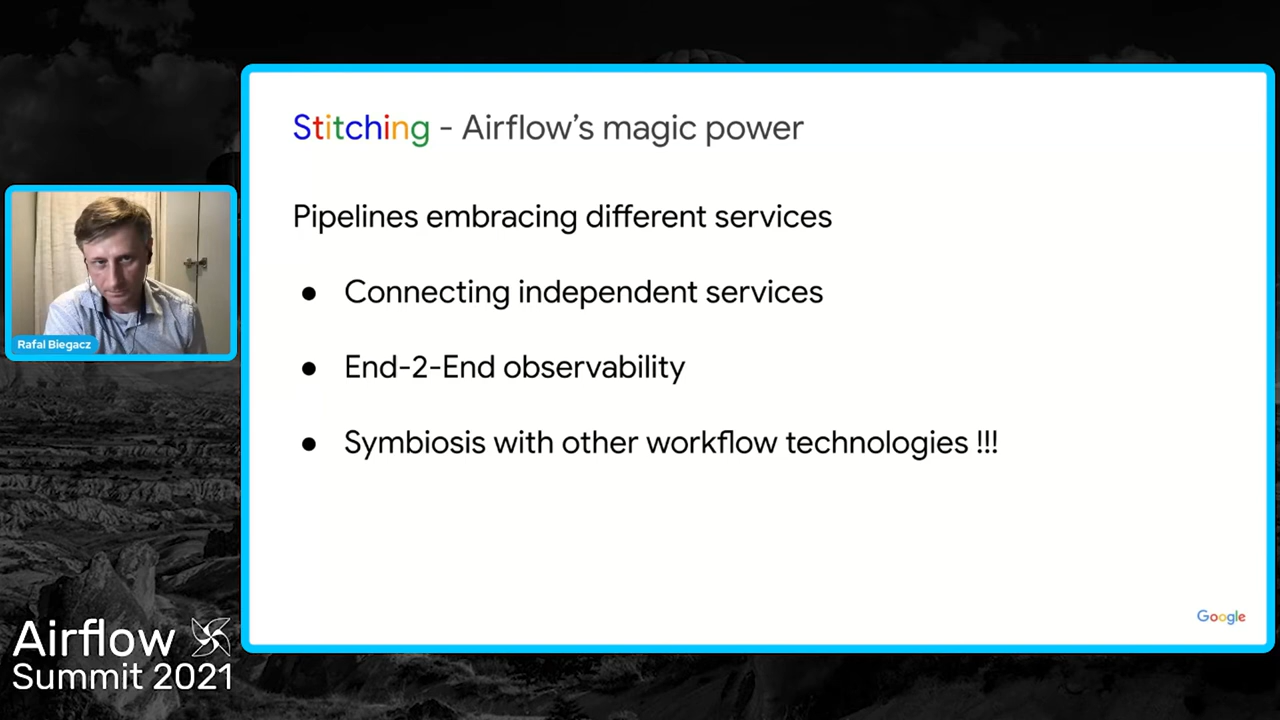 Stitching - Airflow's magic power
Pipelines embracing different services
● Connecting independent services
● End-2-End observability
● Symbiosis with other workflow technologies !!!
Google
Rafal Biegacz
Airflow
Summit 2021